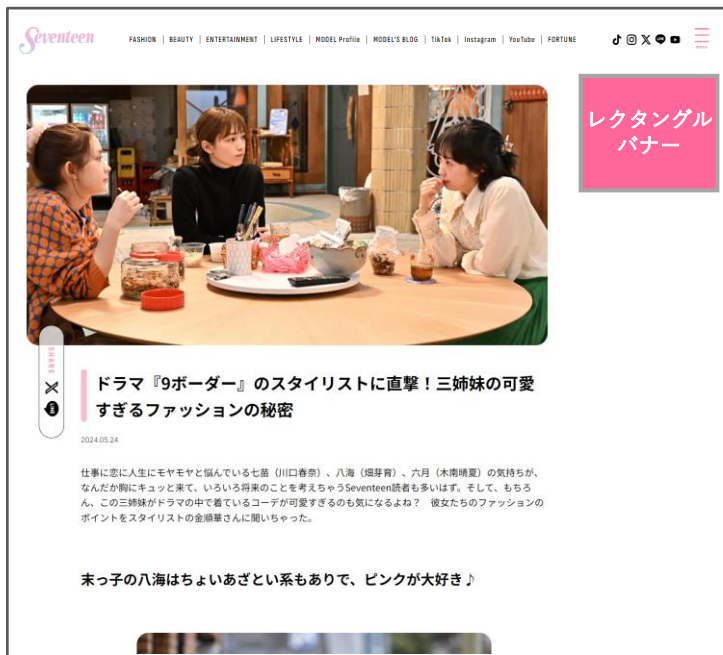 Seventeen
FASHION | BEAUTY | ENTERTAINMENT | LIFESTYLE | MODEL Profile | MODEL'S BLOG | TikTok | Instagram | YouTube | FORTUNE
MENU
レクタングル
バナー
SHARE
LINE
ドラマ『9ボーダー』のスタイリストに直撃！三姉妹の可愛
すぎるファッションの秘密
2024.05.24
仕事に恋に人生にモヤモヤと悩んでいる七苗（川口春奈）、八海（畑芽育）、六月（木南晴夏）の気持ちが、
なんだか胸にキュッと来て、いろいろ将来のことを考えちゃうSeventeen読者も多いはず。そして、もちろ
ん、この三姉妹がドラマの中で着ているコーデが可愛すぎるのも気になるよね？　彼女たちのファッションの
ポイントをスタイリストの金順華さんに聞いちゃった。
末っ子の八海はちょいあざとい系もありで、ピンクが大好き♪